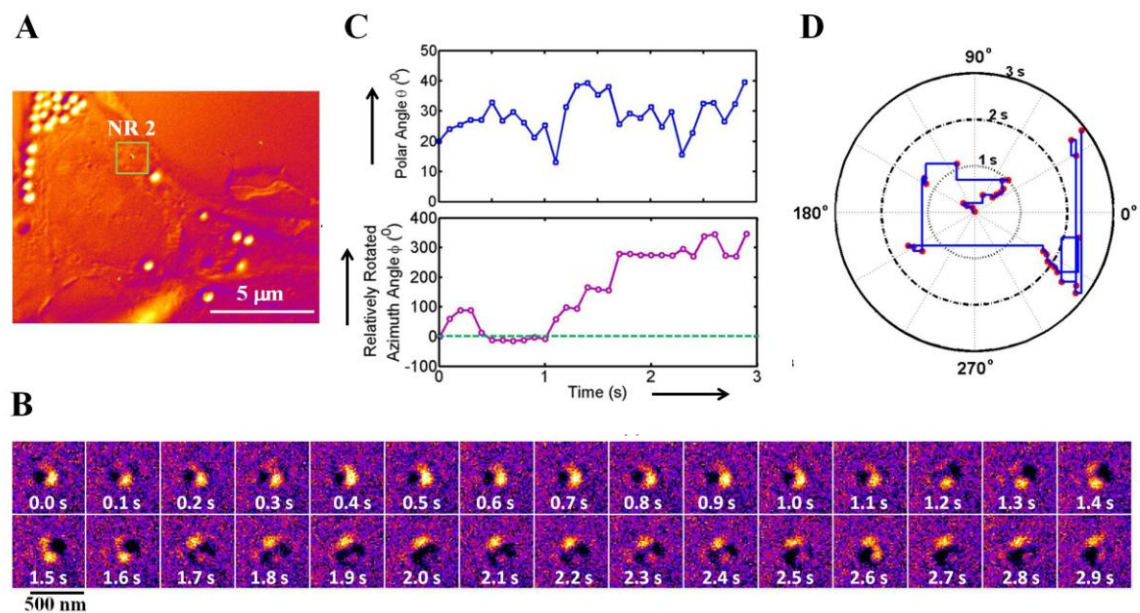 A
NR 2
5 μm
C
50
40
30
20
10
0
Polar Angle θ (⁰)
400
300
200
100
0
-100
Relatively Rotated
Azimuth Angle ϕ (⁰)
0
1
2
3
Time (s)
D
90°
3 s
2 s
1 s
180°
0°
270°
B
0.0 s 0.1 s 0.2 s 0.3 s 0.4 s 0.5 s 0.6 s 0.7 s 0.8 s 0.9 s 1.0 s 1.1 s 1.2 s 1.3 s 1.4 s
1.5 s 1.6 s 1.7 s 1.8 s 1.9 s 2.0 s 2.1 s 2.2 s 2.3 s 2.4 s 2.5 s 2.6 s 2.7 s 2.8 s 2.9 s
500 nm